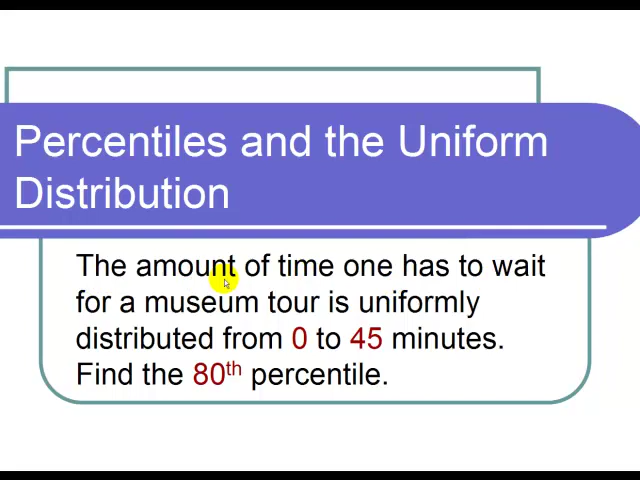 Percentiles and the Uniform
Distribution
The amount of time one has to wait
for a museum tour is uniformly
distributed from 0 to 45 minutes.
Find the 80th percentile.